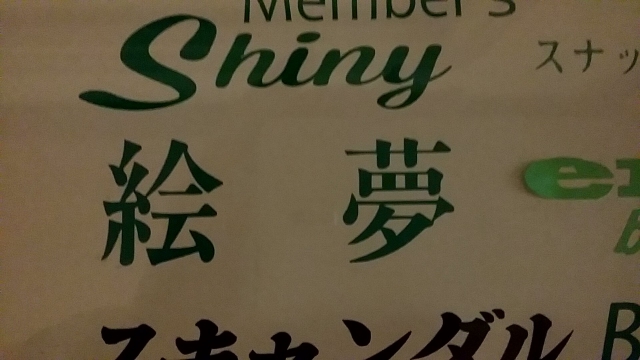 Member's
Shiny
スナッ
絵 夢
スキャンダル